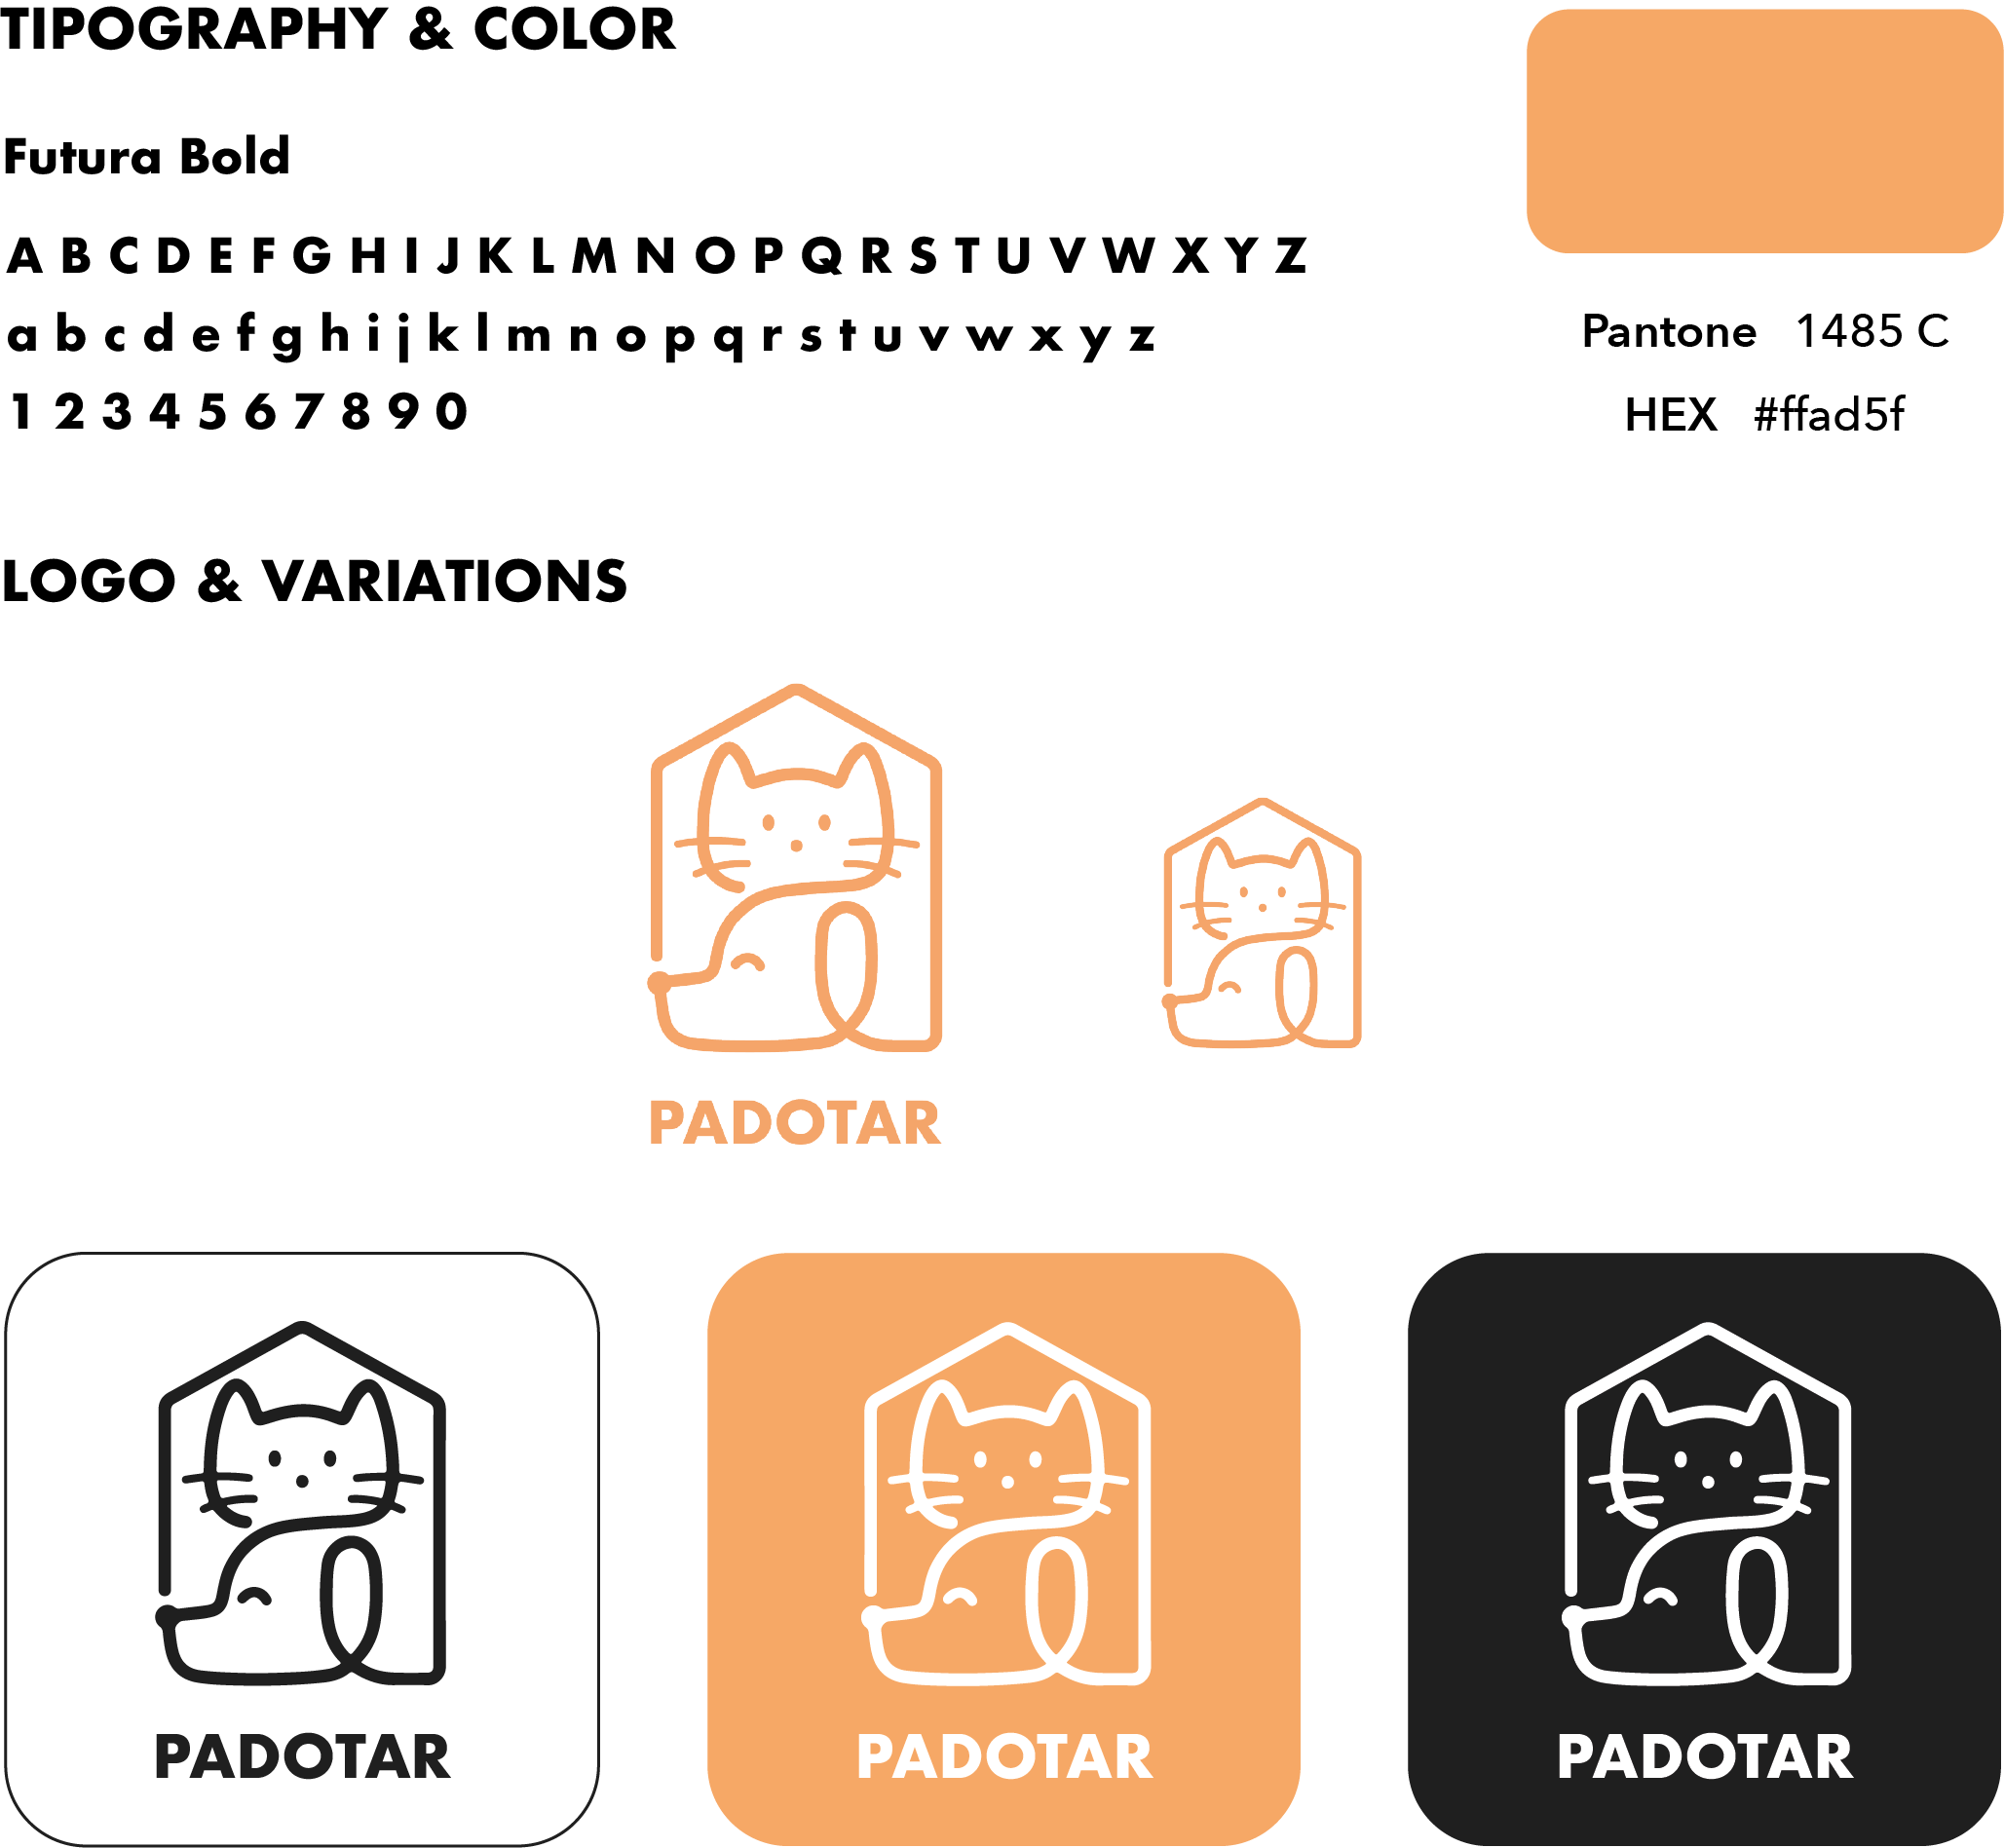 TIPOGRAPHY & COLOR
Futura Bold
A B C D E F G H I J K L M N O P Q R S T U V W X Y Z
a b c d e f g h i j k l m n o p q r s t u v w x y z
1 2 3 4 5 6 7 8 9 0
Pantone 1485 C
HEX #ffad5f
LOGO & VARIATIONS
PADOTAR
PADOTAR
PADOTAR
PADOTAR